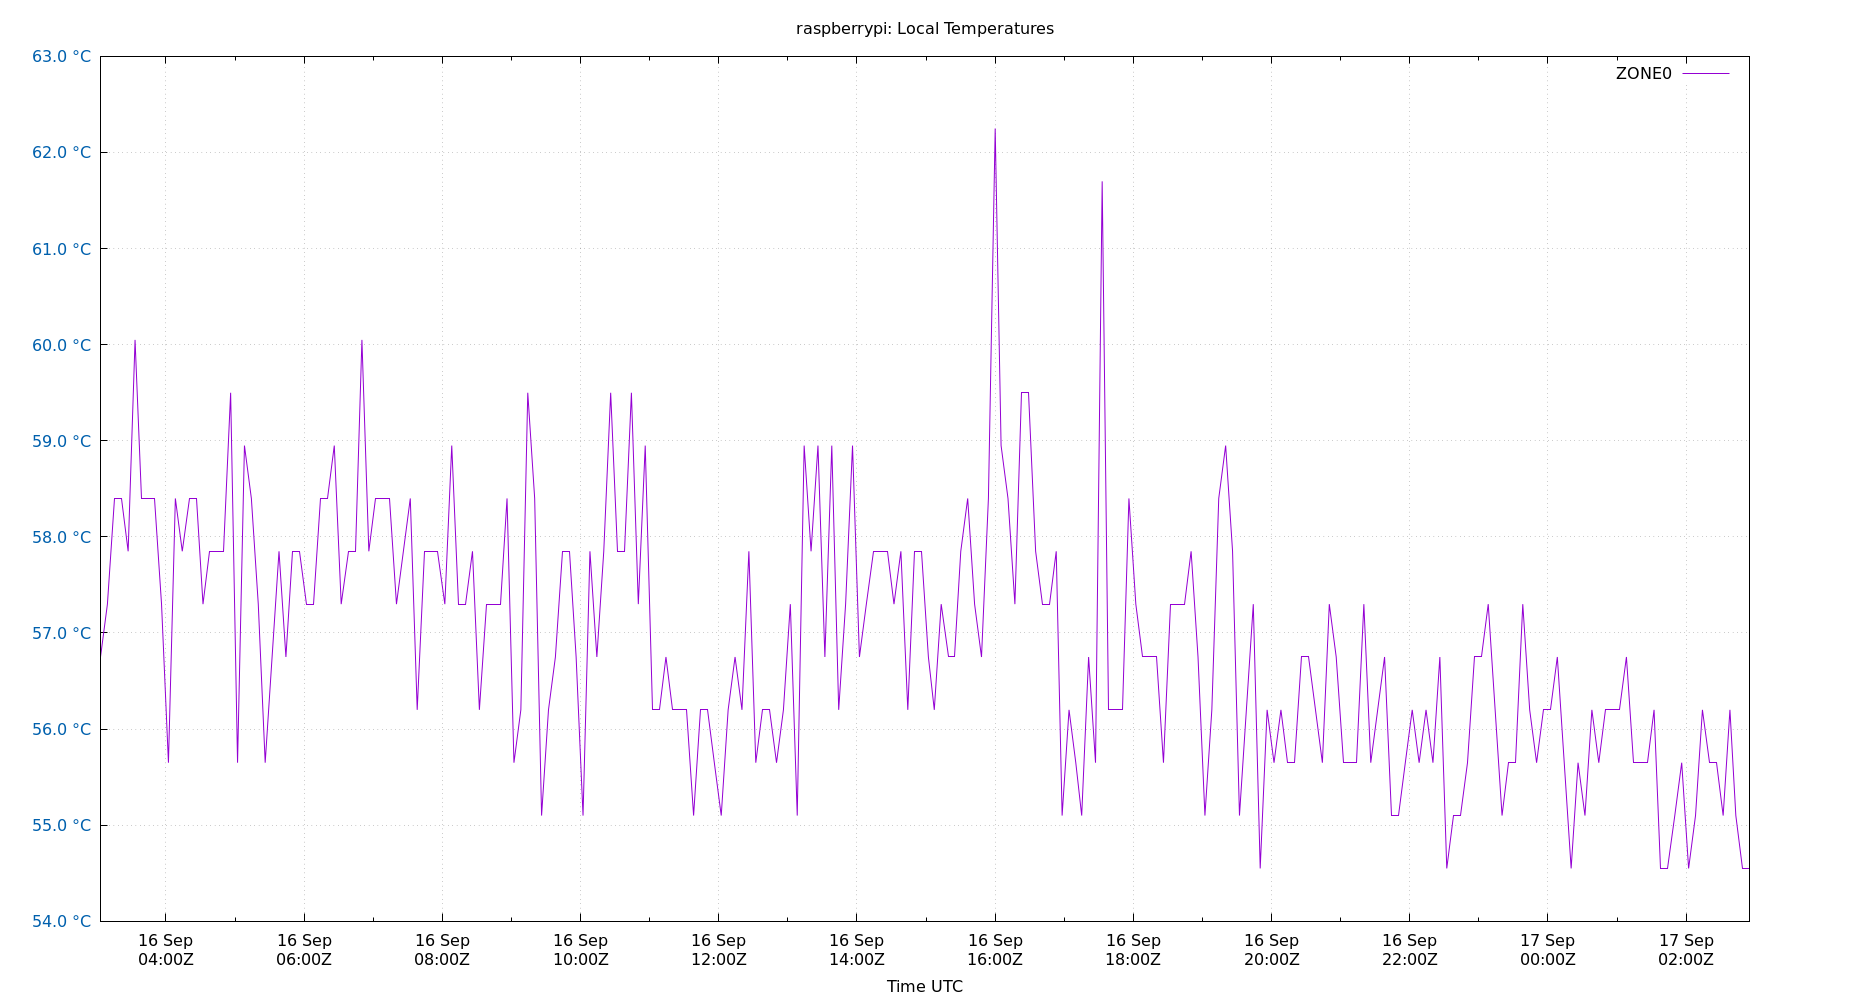 raspberrypi: Local Temperatures
ZONE0
63.0 °C
62.0 °C
61.0 °C
60.0 °C
59.0 °C
58.0 °C
57.0 °C
56.0 °C
55.0 °C
54.0 °C
16 Sep 16 Sep 16 Sep 16 Sep 16 Sep 16 Sep 16 Sep 16 Sep 16 Sep 16 Sep 17 Sep 17 Sep
04:00Z 06:00Z 08:00Z 10:00Z 12:00Z 14:00Z 16:00Z 18:00Z 20:00Z 22:00Z 00:00Z 02:00Z
Time UTC